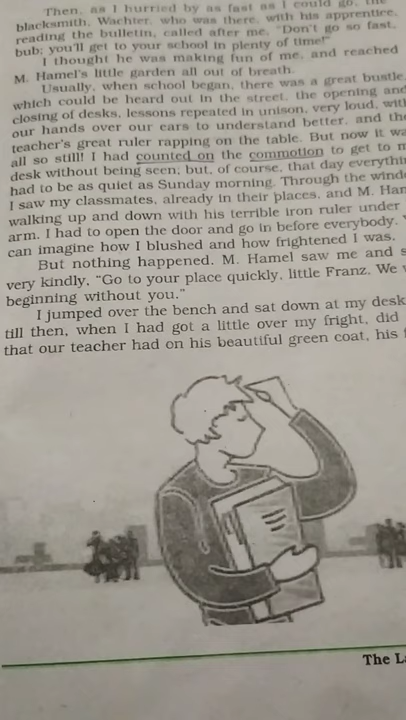 Then, as I hurried by as fast as I could go, the
blacksmith, Wachter, who was there, with his apprentice,
reading the bulletin, called after me, "Don't go so fast,
bub; you'll get to your school in plenty of time!"
I thought he was making fun of me, and reached
M. Hamel's little garden all out of breath.
Usually, when school began, there was a great bustle,
which could be heard out in the street, the opening and
closing of desks, lessons repeated in unison, very loud, with
our hands over our ears to understand better, and the
teacher's great ruler rapping on the table. But now it wa
all so still! I had counted on the commotion to get to m
desk without being seen; but, of course, that day everythi
had to be as quiet as Sunday morning. Through the windo
I saw my classmates, already in their places, and M. Ham
walking up and down with his terrible iron ruler under
arm. I had to open the door and go in before everybody. Y
can imagine how I blushed and how frightened I was.
But nothing happened. M. Hamel saw me and s
very kindly, "Go to your place quickly, little Franz. We w
beginning without you."
I jumped over the bench and sat down at my desk
till then, when I had got a little over my fright, did
that our teacher had on his beautiful green coat, his f
The La